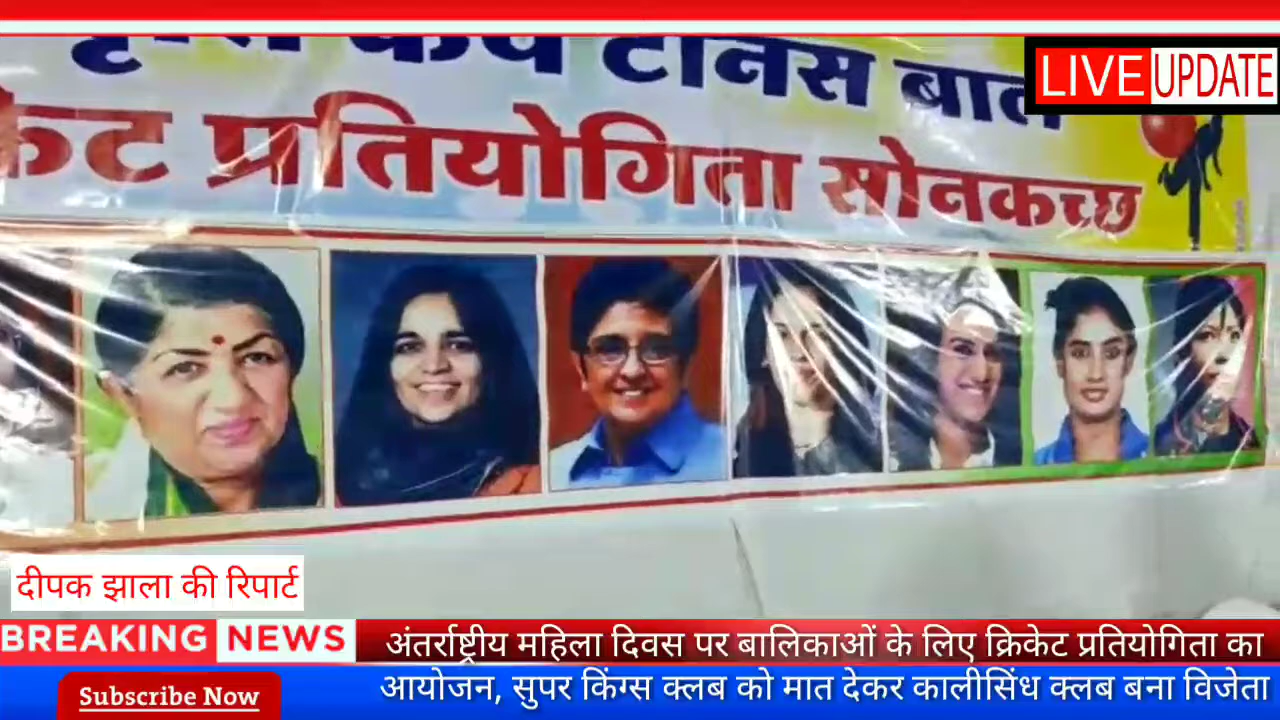 कप टेनिस बाल
LIVE UPDATE
प्रतियोगिता सोनकच्छ
दीपक झाला की रिपार्ट
BREAKING NEWS
अंतर्राष्ट्रीय महिला दिवस पर बालिकाओं के लिए क्रिकेट प्रतियोगिता का
आयोजन, सुपर किंग्स क्लब को मात देकर कालीसिंध क्लब बना विजेता
Subscribe Now